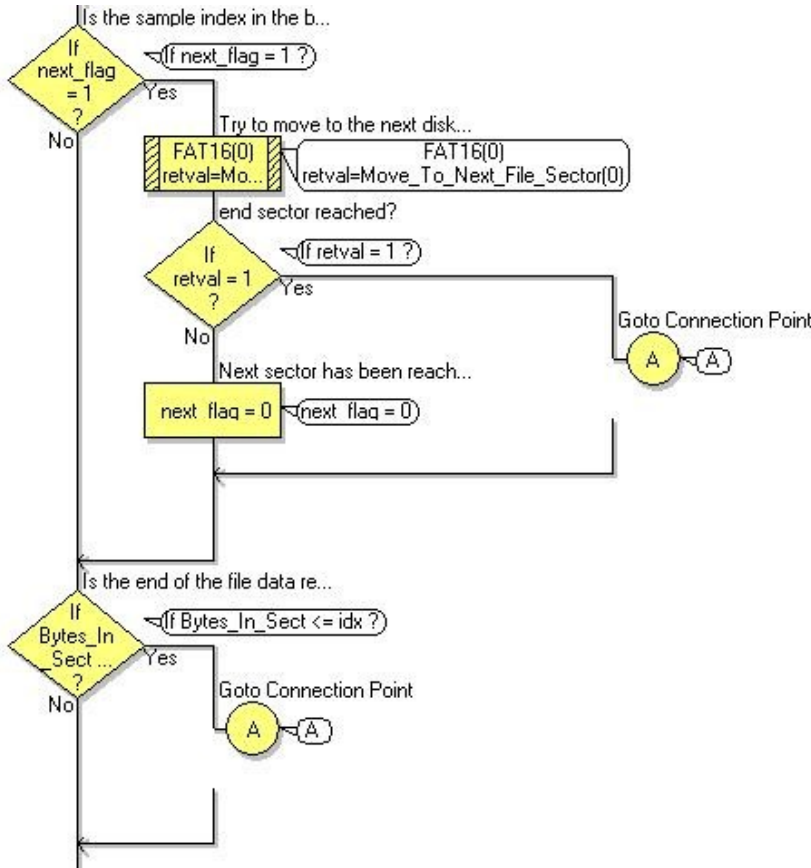 Is the sample index in the b...
If
next_flag
= 1
?
If next_flag = 1 ?
Yes
No
Try to move to the next disk...
FAT16(0)
retval=Mo...
FAT16(0)
retval=Move_To_Next_File_Sector(0)
end sector reached?
If
retval = 1
?
If retval = 1 ?
Yes
No
Goto Connection Point
A
A
Next sector has been reach...
next_flag = 0
next_flag = 0
Is the end of the file data re...
If
Bytes_In
_Sect ...
?
If Bytes_In_Sect <= idx ?
Yes
No
Goto Connection Point
A
A